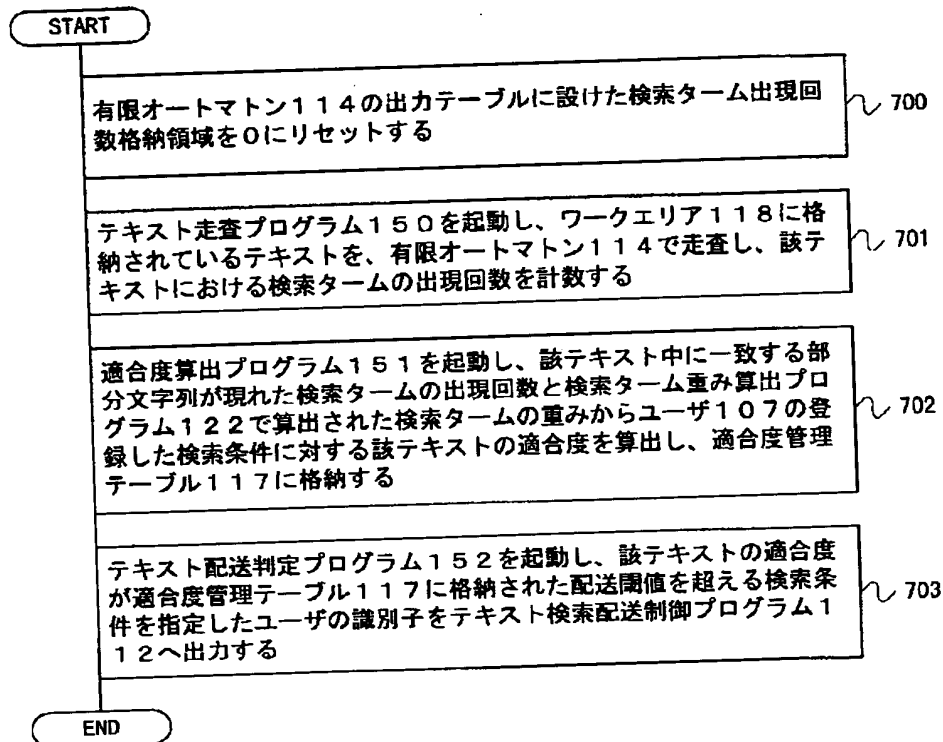 START
有限オートマトン114の出力テーブルに設けた検索ターム出現回
数格納領域を0にリセットする
700
テキスト走査プログラム150を起動し、ワークエリア118に格
納されているテキストを、有限オートマトン114で走査し、該テ
キストにおける検索タームの出現回数を計数する
701
適合度算出プログラム151を起動し、該テキスト中に一致する部
分文字列が現れた検索タームの出現回数と検索ターム重み算出プロ
グラム122で算出された検索タームの重みからユーザ107の登
録した検索条件に対する該テキストの適合度を算出し、適合度管理
テーブル117に格納する
702
テキスト配送判定プログラム152を起動し、該テキストの適合度
が適合度管理テーブル117に格納された配送閾値を超える検索条
件を指定したユーザの識別子をテキスト検索配送制御プログラム1
12へ出力する
703
END